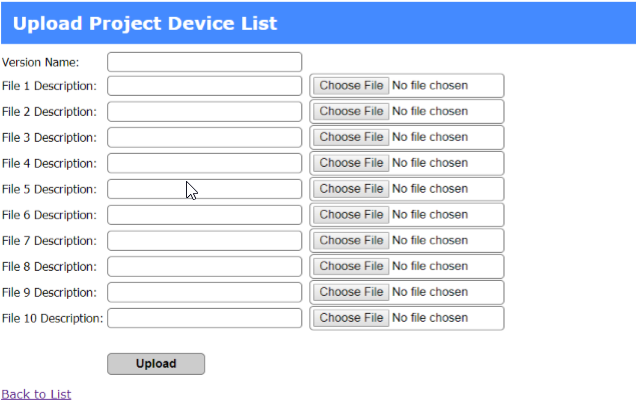 Upload Project Device List
Version Name:
File 1 Description: Choose File No file chosen
File 2 Description: Choose File No file chosen
File 3 Description: Choose File No file chosen
File 4 Description: Choose File No file chosen
File 5 Description: Choose File No file chosen
File 6 Description: Choose File No file chosen
File 7 Description: Choose File No file chosen
File 8 Description: Choose File No file chosen
File 9 Description: Choose File No file chosen
File 10 Description: Choose File No file chosen
Upload
Back to List